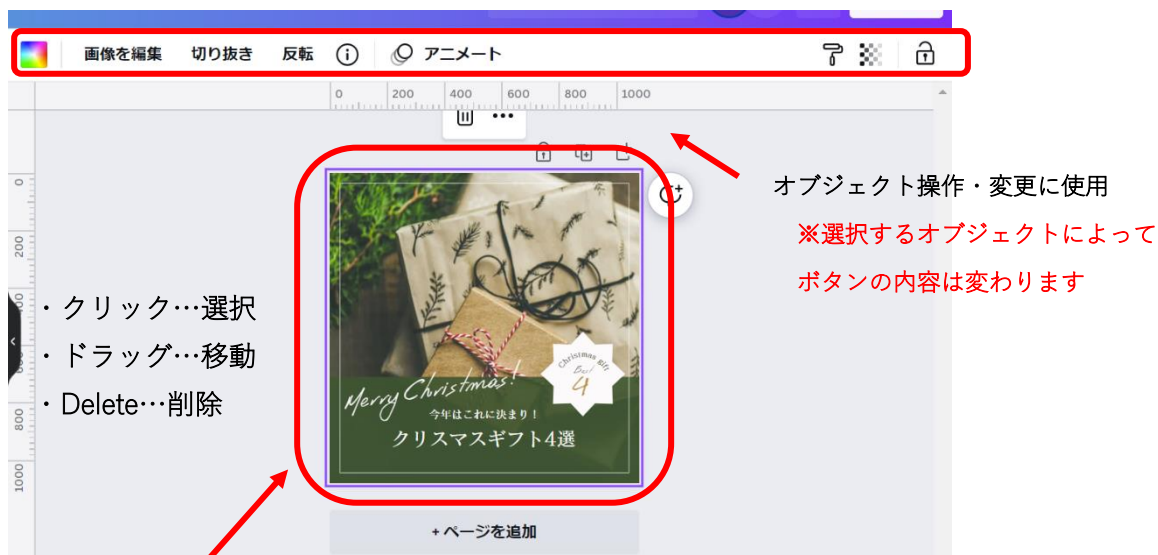 画像を編集 切り抜き 反転 アニメート
0 200 400 600 800 1000
オブジェクト操作・変更に使用
※選択するオブジェクトによって
ボタンの内容は変わります
0
200
・クリック…選択
・ドラッグ…移動
・Delete…削除
800
1000
Christmas gift
Best
4
Merry Christmas!
今年はこれに決まり！
クリスマスギフト4選
+ ページを追加